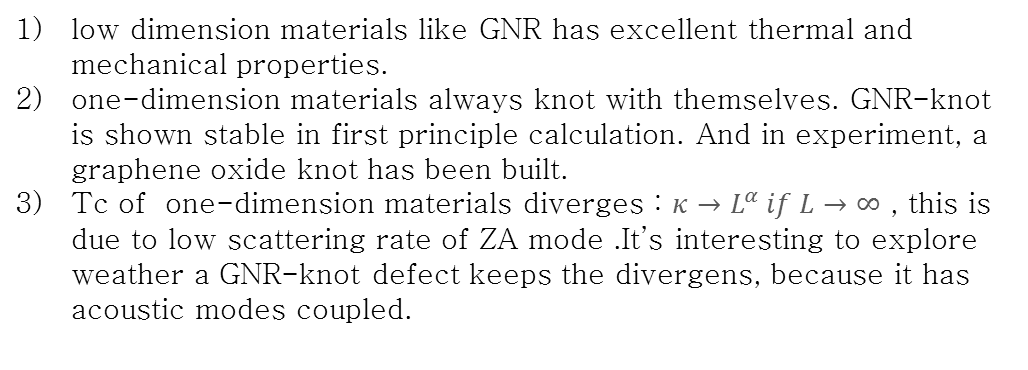 1) low dimension materials like GNR has excellent thermal and
mechanical properties.
2) one-dimension materials always knot with themselves. GNR-knot
is shown stable in first principle calculation. And in experiment, a
graphene oxide knot has been built.
3) Tc of one-dimension materials diverges : κ → L^α if L → ∞ , this is
due to low scattering rate of ZA mode .It's interesting to explore
weather a GNR-knot defect keeps the divergens, because it has
acoustic modes coupled.